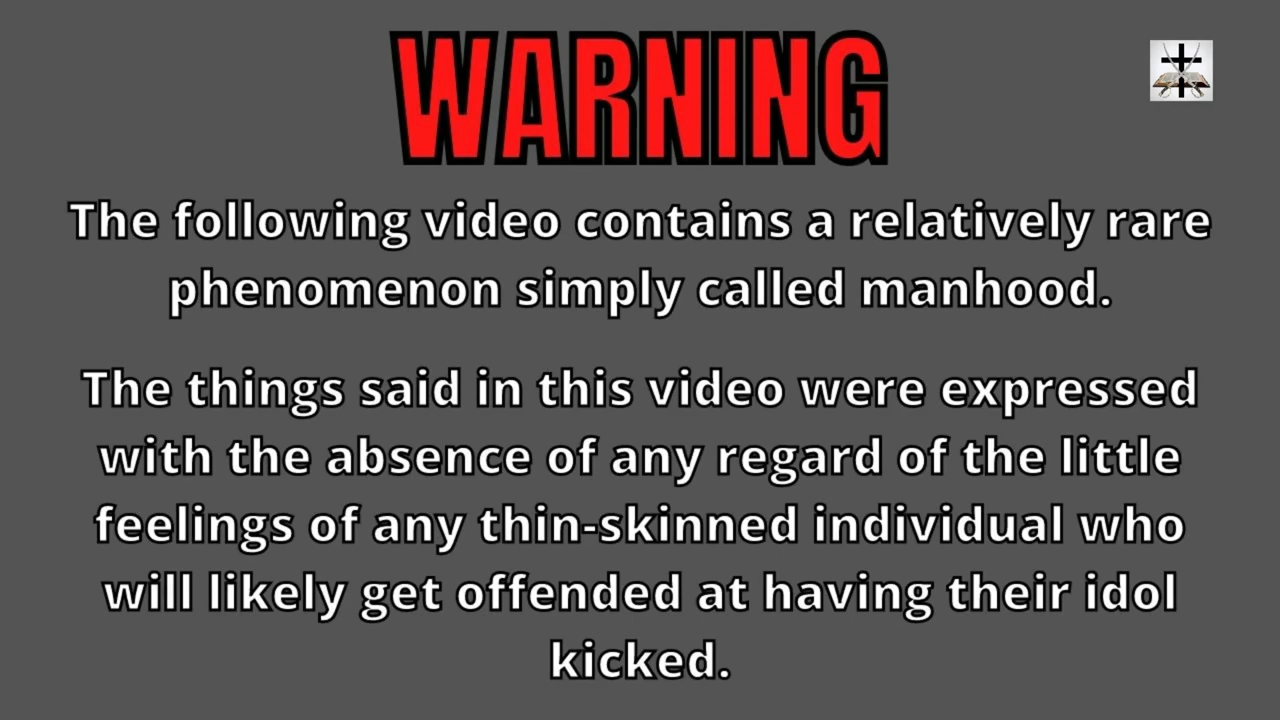 WARNING
The following video contains a relatively rare
phenomenon simply called manhood.
The things said in this video were expressed
with the absence of any regard of the little
feelings of any thin-skinned individual who
will likely get offended at having their idol
kicked.